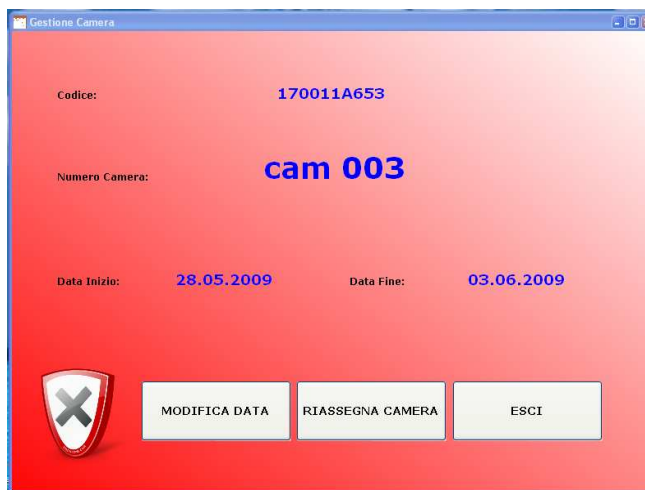 Gestione Camera
Codice: 170011A653
Numero Camera: cam 003
Data Inizio: 28.05.2009 Data Fine: 03.06.2009
MODIFICA DATA RIASSEGNA CAMERA ESCI